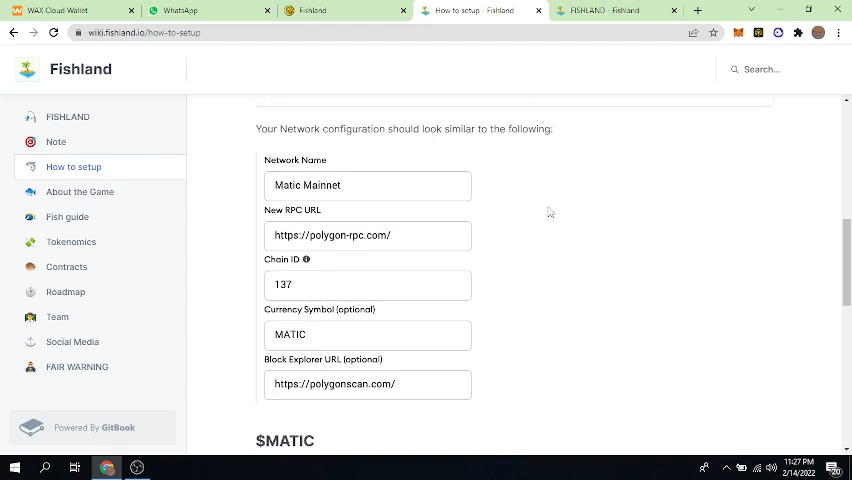 WAX Cloud Wallet
WhatsApp
Fishland
How to setup - Fishland
FISHLAND - Fishland
wiki.fishland.io/how-to-setup
Fishland
Search...
FISHLAND
Note
How to setup
About the Game
Fish guide
Tokenomics
Contracts
Roadmap
Team
Social Media
FAIR WARNING
Powered By GitBook
Your Network configuration should look similar to the following:
Network Name
Matic Mainnet
New RPC URL
https://polygon-rpc.com/
Chain ID
137
Currency Symbol (optional)
MATIC
Block Explorer URL (optional)
https://polygonscan.com/
$MATIC
11:27 PM
2/14/2022
20